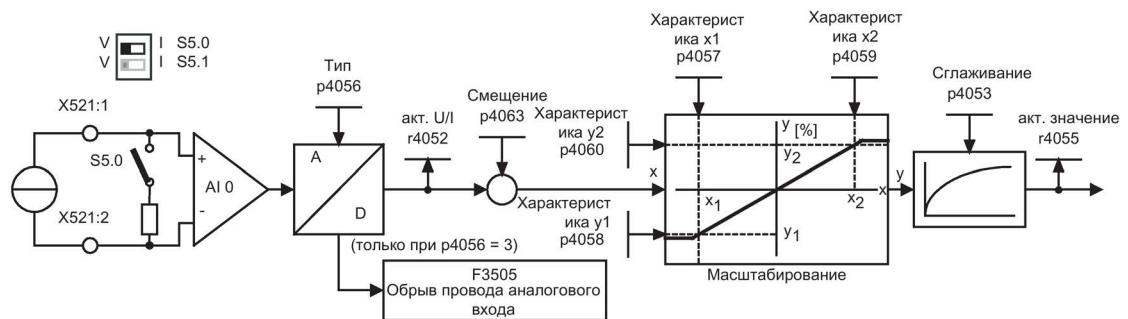 V I S5.0
V I S5.1
X521:1
S5.0
X521:2
+
AI 0
-
Тип
p4056
A
D
акт. U/I
r4052
(только при p4056 = 3)
F3505
Обрыв провода аналогового
входа
Смещение
p4063
Характерист
ика y2
p4060
x
Характерист
ика y1
p4058
Характерист
ика x1
p4057
Характерист
ика x2
p4059
y [%]
y2
x1
x2
x
y1
Масштабирование
y
Сглаживание
p4053
акт. значение
r4055